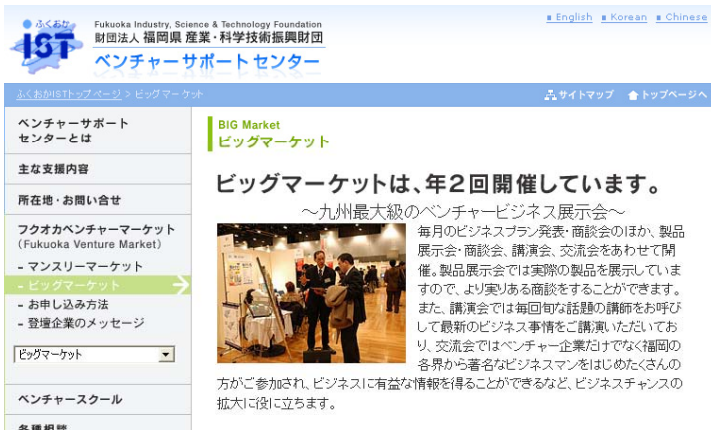 ふくおか
IST
Fukuoka Industry, Science & Technology Foundation
財団法人 福岡県産業・科学技術振興財団
ベンチャーサポートセンター
English Korean Chinese
ふくおかISTトップページ > ビッグマーケット
サイトマップ トップページへ
ベンチャーサポート
センターとは
主な支援内容
所在地・お問い合せ
フクオカベンチャーマーケット
(Fukuoka Venture Market)
- マンスリーマーケット
- ビッグマーケット
- お申し込み方法
- 登壇企業のメッセージ
ビッグマーケット
ベンチャースクール
各種相談
BIG Market
ビッグマーケット
ビッグマーケットは、年2回開催しています。
～九州最大級のベンチャービジネス展示会～
毎月のビジネスプラン発表・商談会のほか、製品
展示会・商談会、講演会、交流会をあわせて開
催。製品展示会では実際の製品を展示していま
すので、より実りある商談をすることができます。
また、講演会では毎回旬な話題の講師をお呼び
して最新のビジネス事情をご講演いただいてお
り、交流会ではベンチャー企業だけでなく福岡の
各界から著名なビジネスマンをはじめたくさんの
方がご参加され、ビジネスに有益な情報を得ることができるなど、ビジネスチャンスの
拡大に役に立ちます。